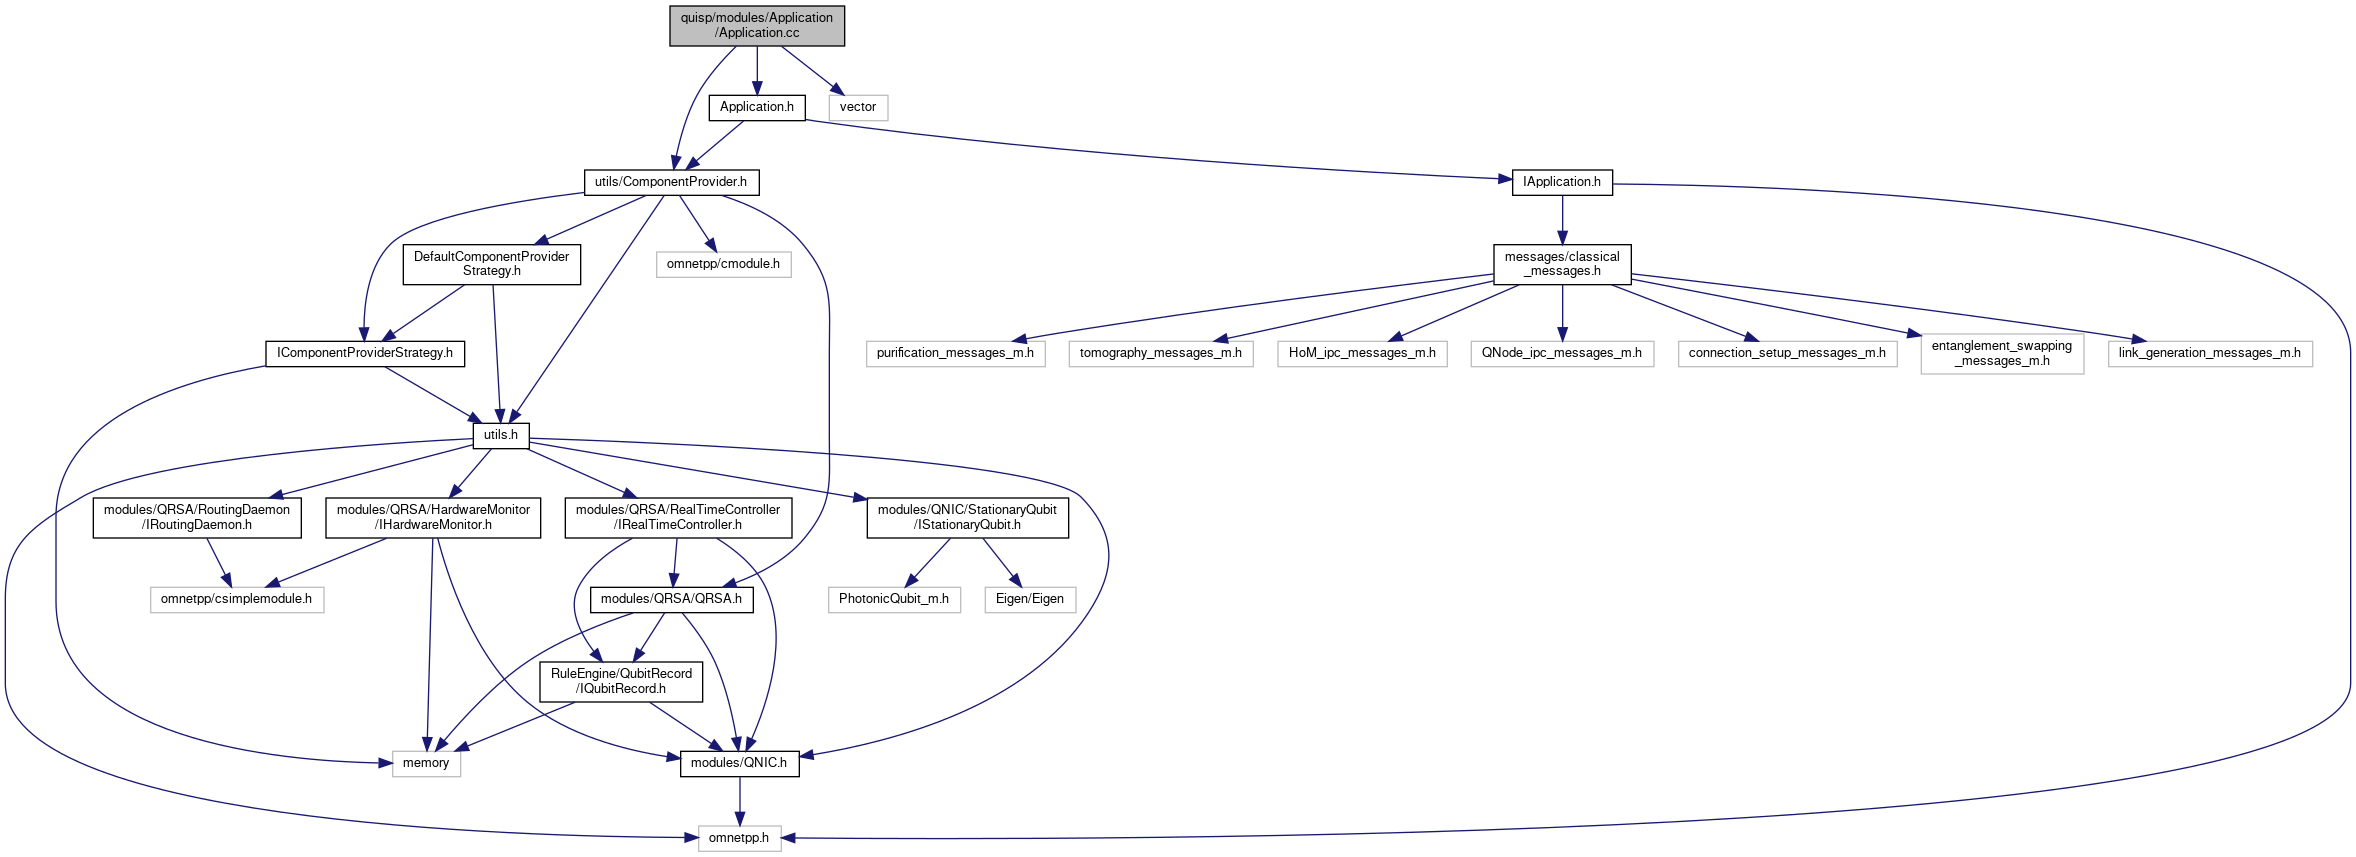 quisp/modules/Application
/Application.cc
Application.h
vector
utils/ComponentProvider.h
IApplication.h
DefaultComponentProvider
Strategy.h
omnetpp/cmodule.h
messages/classical
_messages.h
IComponentProviderStrategy.h
purification_messages_m.h
tomography_messages_m.h
HoM_ipc_messages_m.h
QNode_ipc_messages_m.h
connection_setup_messages_m.h
entanglement_swapping
_messages_m.h
link_generation_messages_m.h
utils.h
modules/QRSA/RoutingDaemon
/IRoutingDaemon.h
modules/QRSA/HardwareMonitor
/IHardwareMonitor.h
modules/QRSA/RealTimeController
/IRealTimeController.h
modules/QNIC/StationaryQubit
/IStationaryQubit.h
omnetpp/csimplemodule.h
modules/QRSA/QRSA.h
PhotonicQubit_m.h
Eigen/Eigen
RuleEngine/QubitRecord
/IQubitRecord.h
memory
modules/QNIC.h
omnetpp.h